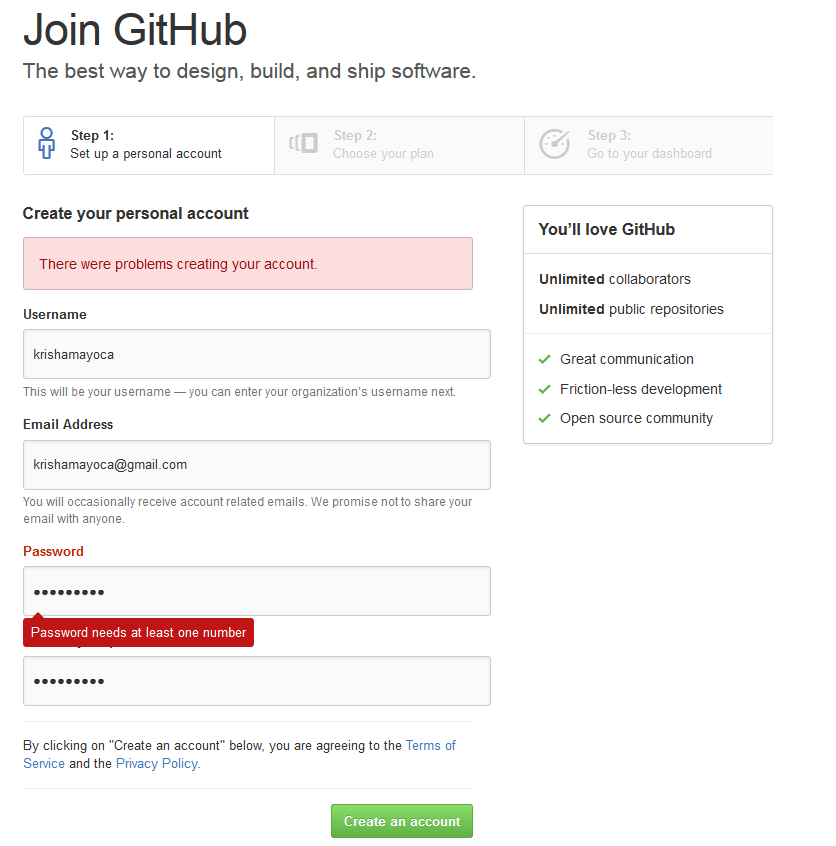 Join GitHub
The best way to design, build, and ship software.
Step 1:
Set up a personal account
Step 2:
Choose your plan
Step 3:
Go to your dashboard
Create your personal account
There were problems creating your account.
Username
krishamayoca
This will be your username — you can enter your organization's username next.
Email Address
krishamayoca@gmail.com
You will occasionally receive account related emails. We promise not to share your
email with anyone.
Password
•••••••••
Password needs at least one number
•••••••••
By clicking on "Create an account" below, you are agreeing to the Terms of
Service and the Privacy Policy.
Create an account
You'll love GitHub
Unlimited collaborators
Unlimited public repositories
Great communication
Friction-less development
Open source community